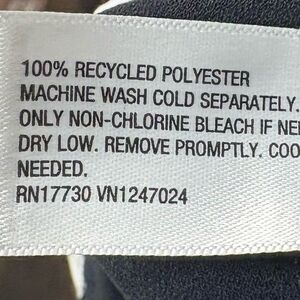 100% RECYCLED POLYESTER
MACHINE WASH COLD SEPARATELY.
ONLY NON-CHLORINE BLEACH IF
DRY LOW. REMOVE PROMPTLY.
NEEDED.
RN17730 VN1247024